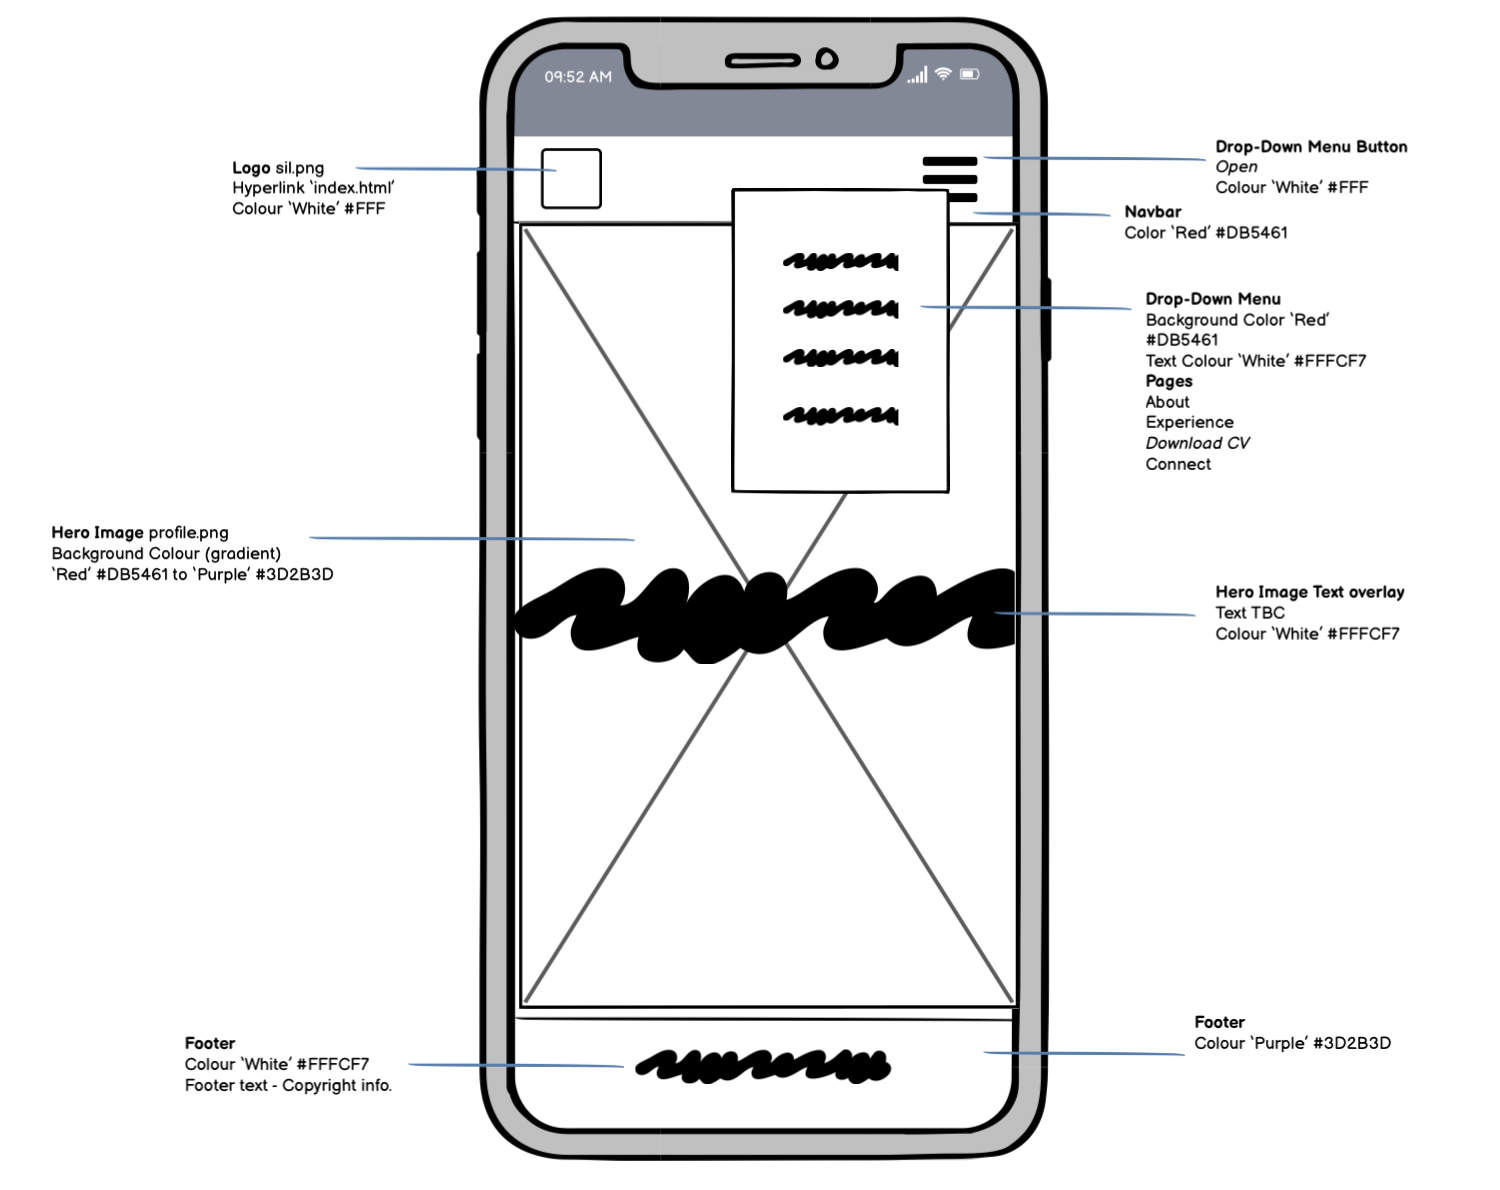 09:52 AM
Logo sil.png
Hyperlink ‘index.html’
Colour ‘White’ #FFF
Drop-Down Menu Button
Open
Colour ‘White’ #FFF
Navbar
Color ‘Red’ #DB5461
Drop-Down Menu
Background Color ‘Red’
#DB5461
Text Colour ‘White’ #FFFCF7
Pages
About
Experience
Download CV
Connect
Hero Image profile.png
Background Colour (gradient)
‘Red’ #DB5461 to ‘Purple’ #3D2B3D
Hero Image Text overlay
Text TBC
Colour ‘White’ #FFFCF7
Footer
Colour ‘White’ #FFFCF7
Footer text - Copyright info.
Footer
Colour ‘Purple’ #3D2B3D